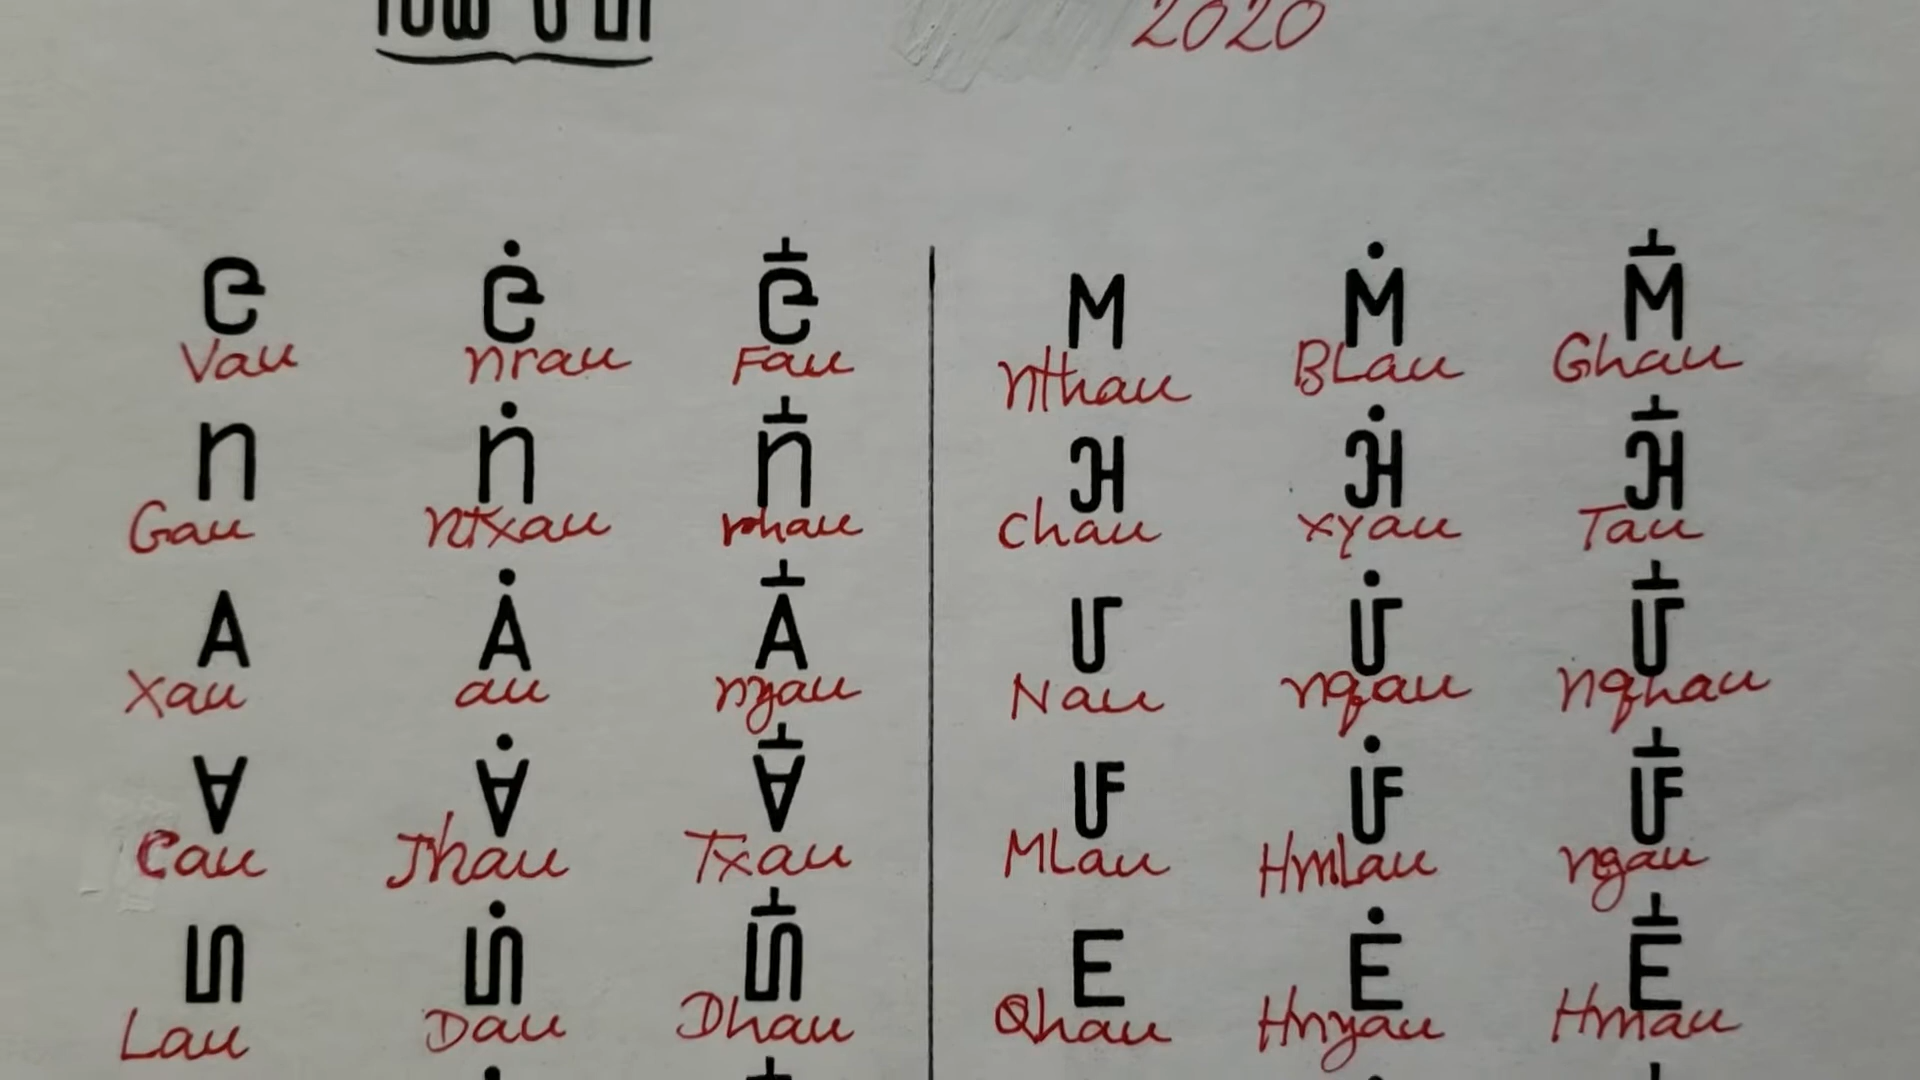 2020
𖬜 𖬜𖬰 𖬜𖬵 𖬫 𖬫𖬰 𖬫𖬵
Vau nrau Fau nthau BLau Ghau
𖬢 𖬢𖬰 𖬢𖬵 𖬧 𖬧𖬰 𖬧𖬵
Gau ntxau rhau chau xyau Tau
𖬮 𖬮𖬰 𖬮𖬵 𖬬 𖬬𖬰 𖬬𖬵
Xau au nyau Nau nqau nqhau
𖬯 𖬯𖬰 𖬯𖬵 𖬠 𖬠𖬰 𖬠𖬵
Cau Jhau Txau MLau HmLau ngau
𖬞 𖬞𖬰 𖬞𖬵 𖬣 𖬣𖬰 𖬣𖬵
Lau Dau Dhau Qhau Hnyau Hmau